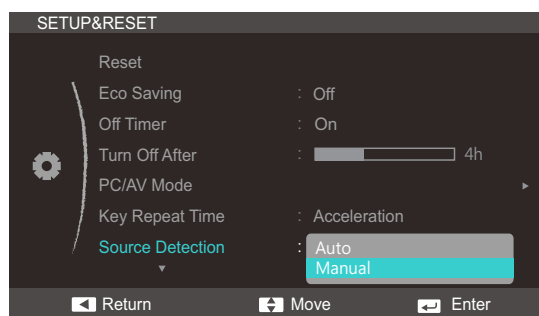 SETUP&RESET
Reset
Eco Saving : Off
Off Timer : On
Turn Off After : 4h
PC/AV Mode
Key Repeat Time : Acceleration
Source Detection : Auto
Manual
Return Move Enter